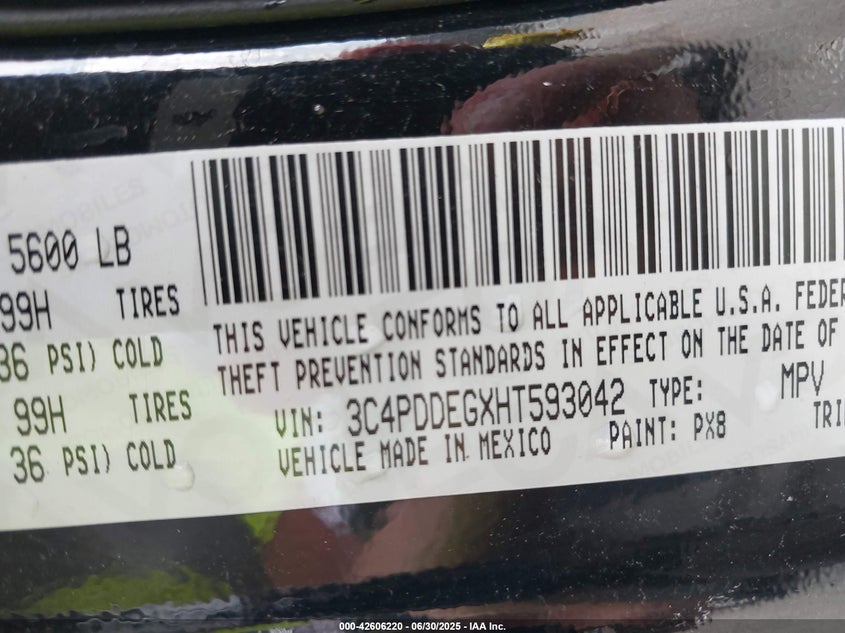 5600 LB
99H TIRES
36 PSI) COLD
99H TIRES
36 PSI) COLD
THIS VEHICLE CONFORMS TO ALL APPLICABLE U.S.A. FEDER
THEFT PREVENTION STANDARDS IN EFFECT ON THE DATE OF
VIN: 3C4PDDEGXHT593042 TYPE: MPV
VEHICLE MADE IN MEXICO PAINT: PX8 TRI
000-42606220 - 06/30/2025 - IAA Inc.